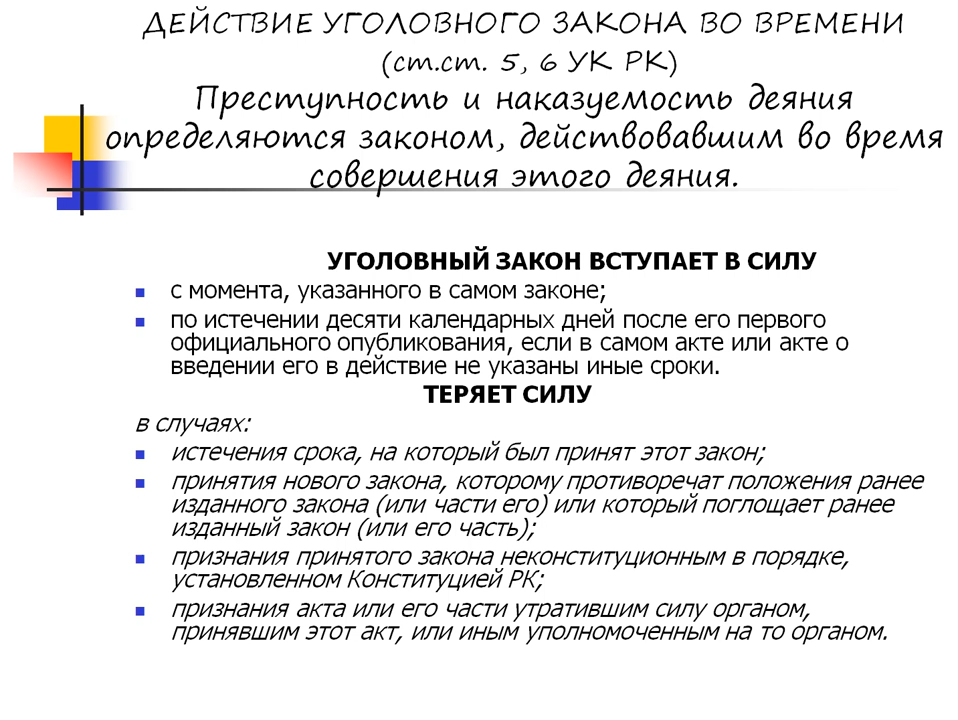 ДЕЙСТВИЕ УГОЛОВНОГО ЗАКОНА ВО ВРЕМЕНИ
(ст.ст. 5, 6 УК РК)
Преступность и наказуемость деяния
определяются законом, действовавшим во время
совершения этого деяния.
УГОЛОВНЫЙ ЗАКОН ВСТУПАЕТ В СИЛУ
с момента, указанного в самом законе;
по истечении десяти календарных дней после его первого
официального опубликования, если в самом акте или акте о
введении его в действие не указаны иные сроки.
ТЕРЯЕТ СИЛУ
в случаях:
истечения срока, на который был принят этот закон;
принятия нового закона, которому противоречат положения ранее
изданного закона (или части его) или который поглощает ранее
изданный закон (или его часть);
признания принятого закона неконституционным в порядке,
установленном Конституцией РК;
признания акта или его части утратившим силу органом,
принявшим этот акт, или иным уполномоченным на то органом.